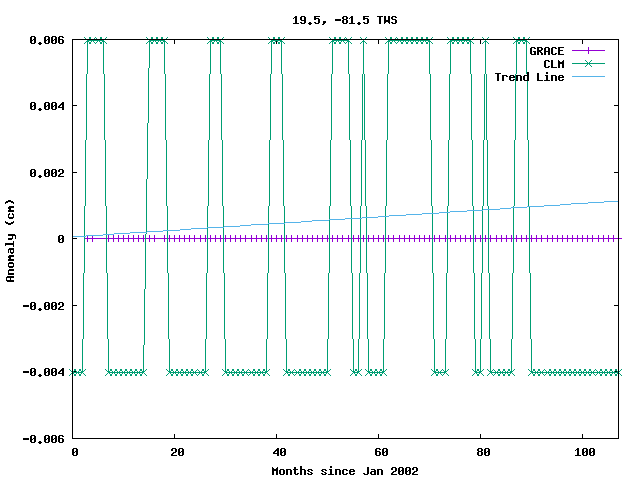 19.5, -81.5 TWS
0.006
GRACE
CLM
Trend Line
0.004
0.002
0
-0.002
-0.004
-0.006
Anomaly (cm)
0 20 40 60 80 100
Months since Jan 2002